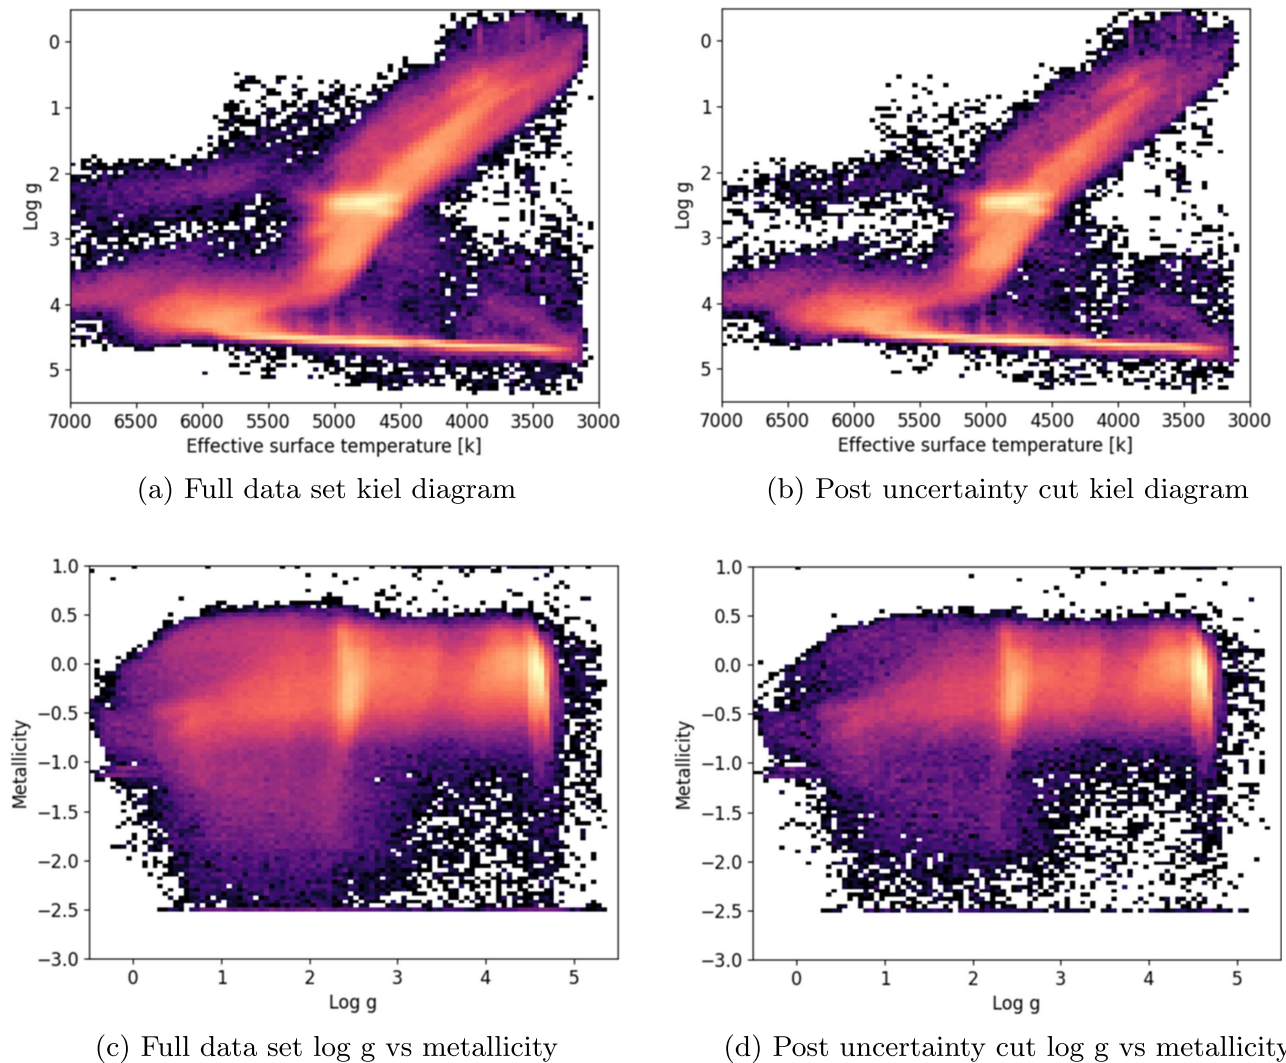 0
1
2
3
4
5
Log g
7000 6500 6000 5500 5000 4500 4000 3500 3000
Effective surface temperature [k]
(a) Full data set kiel diagram
0
1
2
3
4
5
Log g
7000 6500 6000 5500 5000 4500 4000 3500 3000
Effective surface temperature [k]
(b) Post uncertainty cut kiel diagram
1.0
0.5
0.0
−0.5
−1.0
−1.5
−2.0
−2.5
−3.0
Metallicity
0 1 2 3 4 5
Log g
(c) Full data set log g vs metallicity
1.0
0.5
0.0
−0.5
−1.0
−1.5
−2.0
−2.5
−3.0
Metallicity
0 1 2 3 4 5
Log g
(d) Post uncertainty cut log g vs metallicity